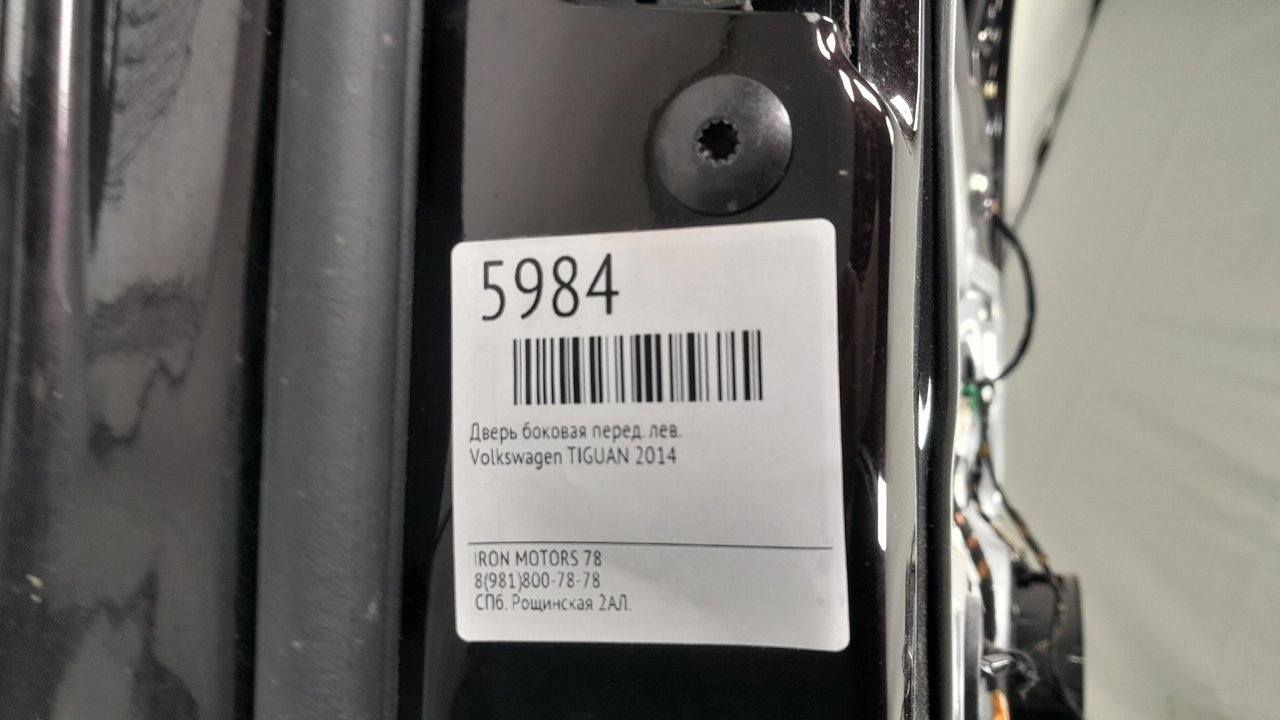 5984
Дверь боковая перед. лев.
Volkswagen TIGUAN 2014
IRON MOTORS 78
8(981)800-78-78
СПб. Рощинская 2АЛ.